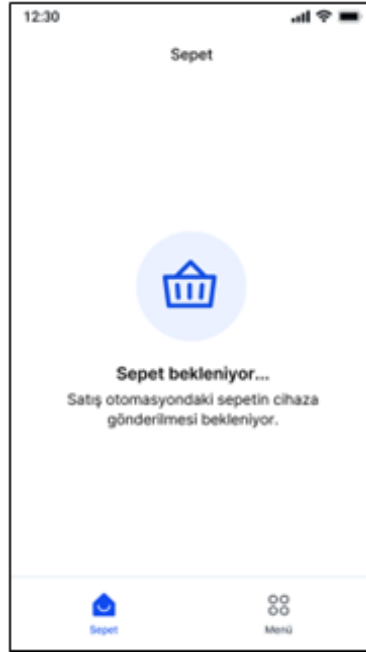 12:30
Sepet
Sepet bekleniyor...
Satış otomasyondaki sepetin cihaza
gönderilmesi bekleniyor.
Sepet
Menü